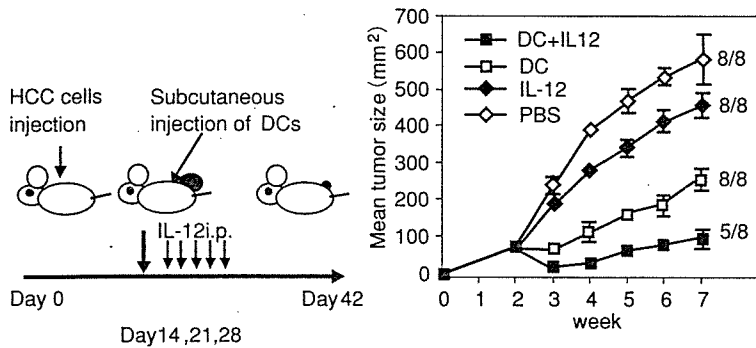 HCC cells
injection
Subcutaneous
injection of DCs
IL-12i.p.
Day 0
Day42
Day14,21,28
Mean tumor size (mm²)
700
600
500
400
300
200
100
0
DC+IL12
DC
IL-12
PBS
8/8
8/8
8/8
5/8
0 1 2 3 4 5 6 7
week